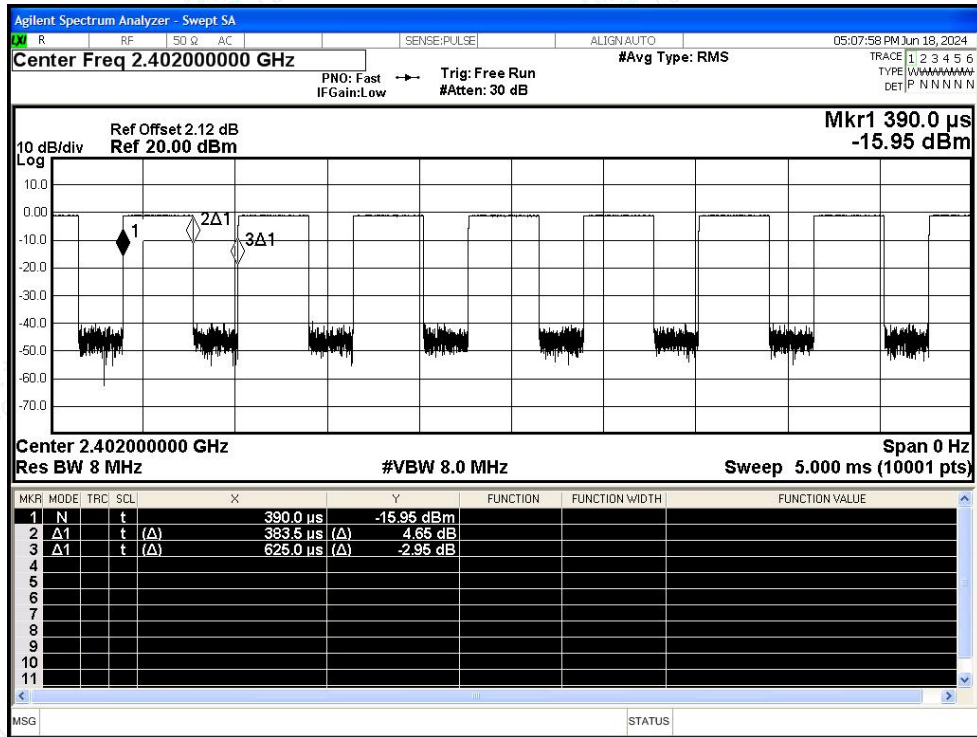 Agilent Spectrum Analyzer - Swept SA
LXI R RF 50 Ω AC SENSE:PULSE ALIGN AUTO 05:07:58 PM Jun 18, 2024
Center Freq 2.402000000 GHz
PNO: Fast
IFGain:Low
Trig: Free Run
#Atten: 30 dB
#Avg Type: RMS
TRACE 1 2 3 4 5 6
TYPE WWWWWW
DET P N N N N N
Ref Offset 2.12 dB
10 dB/div Ref 20.00 dBm
Log
Mkr1 390.0 µs
-15.95 dBm
10.0
0.00
-10.0
-20.0
-30.0
-40.0
-50.0
-60.0
-70.0
1
2Δ1
3Δ1
Center 2.402000000 GHz Span 0 Hz
Res BW 8 MHz #VBW 8.0 MHz Sweep 5.000 ms (10001 pts)
MKR MODE TRC SCL X Y FUNCTION FUNCTION WIDTH FUNCTION VALUE
1 N t 390.0 µs -15.95 dBm
2 Δ1 t (Δ) 383.5 µs (Δ) 4.65 dB
3 Δ1 t (Δ) 625.0 µs (Δ) -2.95 dB
4
5
6
7
8
9
10
11
MSG STATUS